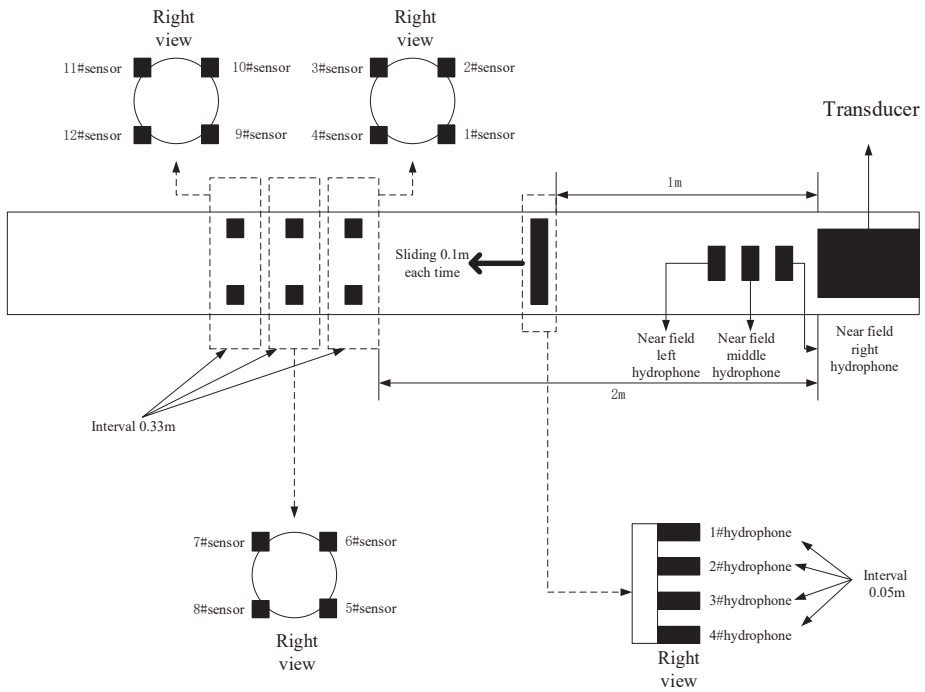 Right
view
Right
view
11#sensor
10#sensor
3#sensor
2#sensor
12#sensor
9#sensor
4#sensor
1#sensor
Transducer
1m
Sliding 0.1m
each time
Near field
left
hydrophone
Near field
middle
hydrophone
Near field
right
hydrophone
2m
Interval 0.33m
7#sensor
6#sensor
8#sensor
5#sensor
Right
view
1#hydrophone
2#hydrophone
3#hydrophone
4#hydrophone
Interval
0.05m
Right
view